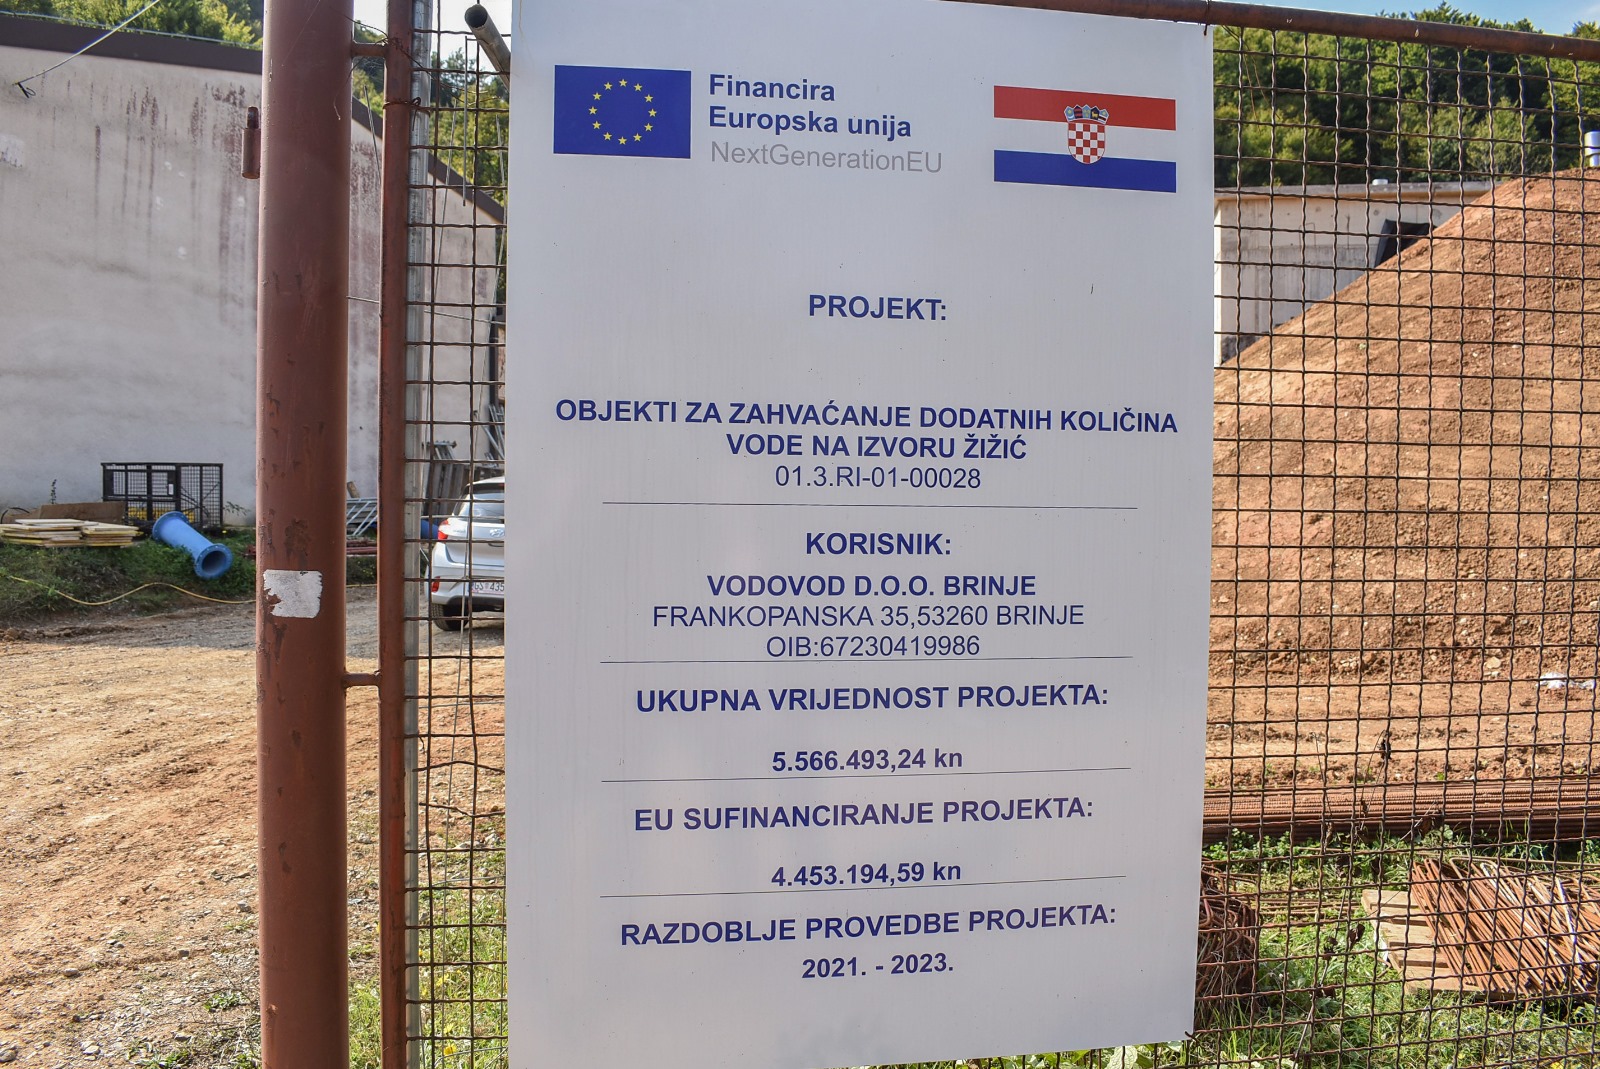 Financira
Europska unija
NextGenerationEU
PROJEKT:
OBJEKTI ZA ZAHVAĆANJE DODATNIH KOLIČINA
VODE NA IZVORU ŽIŽIĆ
01.3.RI-01-00028
KORISNIK:
VODOVOD D.O.O. BRINJE
FRANKOPANSKA 35,53260 BRINJE
OIB:67230419986
UKUPNA VRIJEDNOST PROJEKTA:
5.566.493,24 kn
EU SUFINANCIRANJE PROJEKTA:
4.453.194,59 kn
RAZDOBLJE PROVEDBE PROJEKTA:
2021. - 2023.